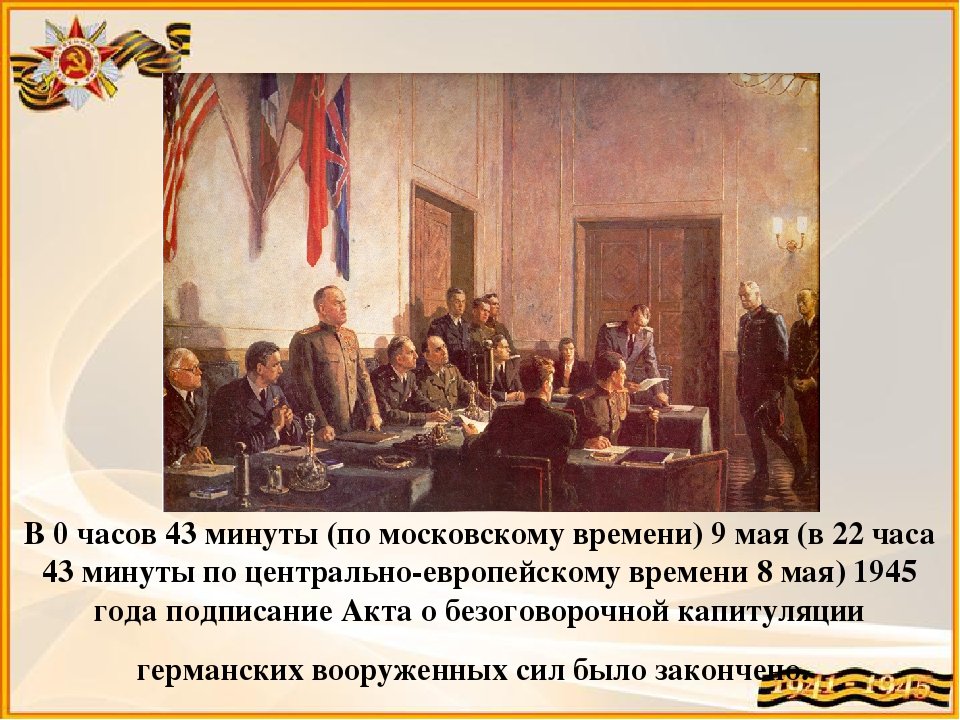 В 0 часов 43 минуты (по московскому времени) 9 мая (в 22 часа
43 минуты по центрально-европейскому времени 8 мая) 1945
года подписание Акта о безоговорочной капитуляции
германских вооруженных сил было закончено.
1941 - 1945